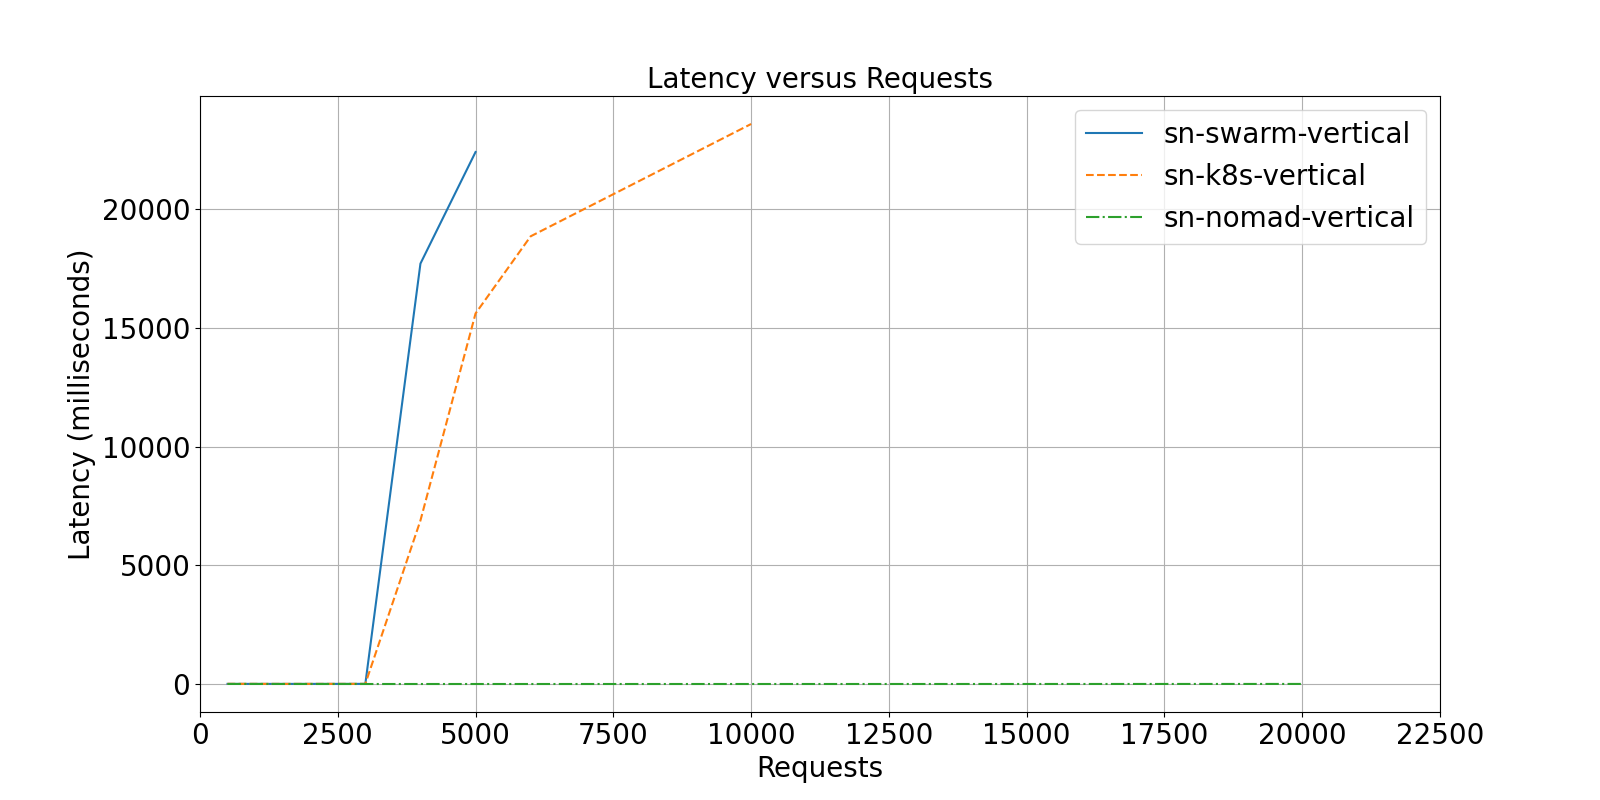 Latency versus Requests
sn-swarm-vertical
sn-k8s-vertical
sn-nomad-vertical
Latency (milliseconds)
20000
15000
10000
5000
0
0 2500 5000 7500 10000 12500 15000 17500 20000 22500
Requests